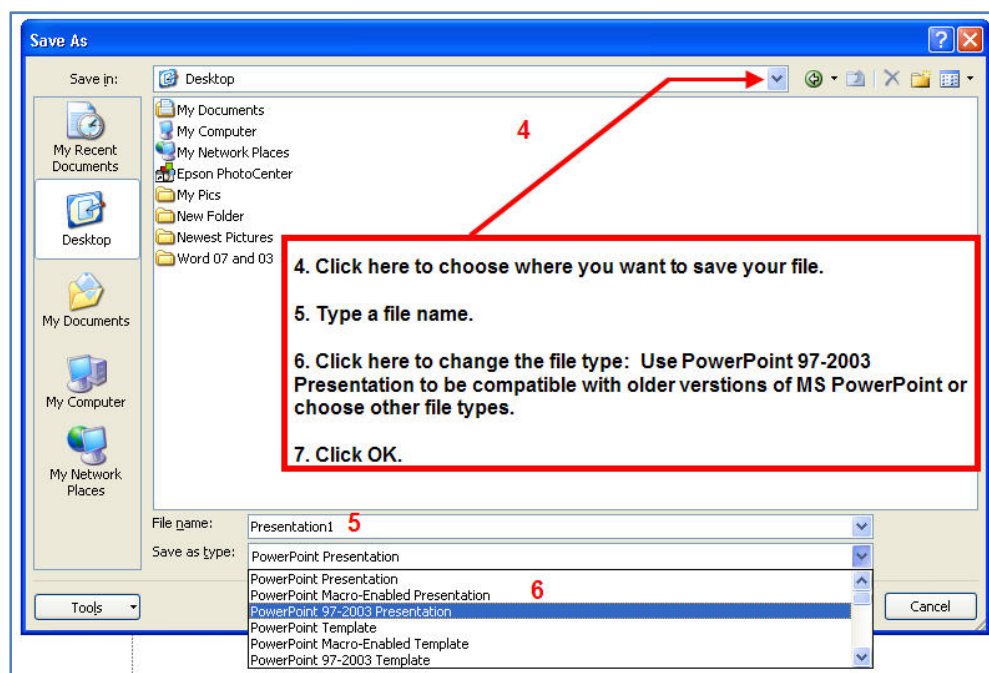 Save As
Save in:
Desktop
My Documents
My Computer
My Network Places
Epson PhotoCenter
My Pics
New Folder
Newest Pictures
Word 07 and 03
My Recent
Documents
Desktop
My Documents
My Computer
My Network
Places
4
4. Click here to choose where you want to save your file.
5. Type a file name.
6. Click here to change the file type: Use PowerPoint 97-2003
Presentation to be compatible with older verstions of MS PowerPoint or
choose other file types.
7. Click OK.
File name: Presentation1 5
Save as type: PowerPoint Presentation
PowerPoint Presentation
PowerPoint Macro-Enabled Presentation 6
PowerPoint 97-2003 Presentation
PowerPoint Template
PowerPoint Macro-Enabled Template
PowerPoint 97-2003 Template
Tools
Cancel